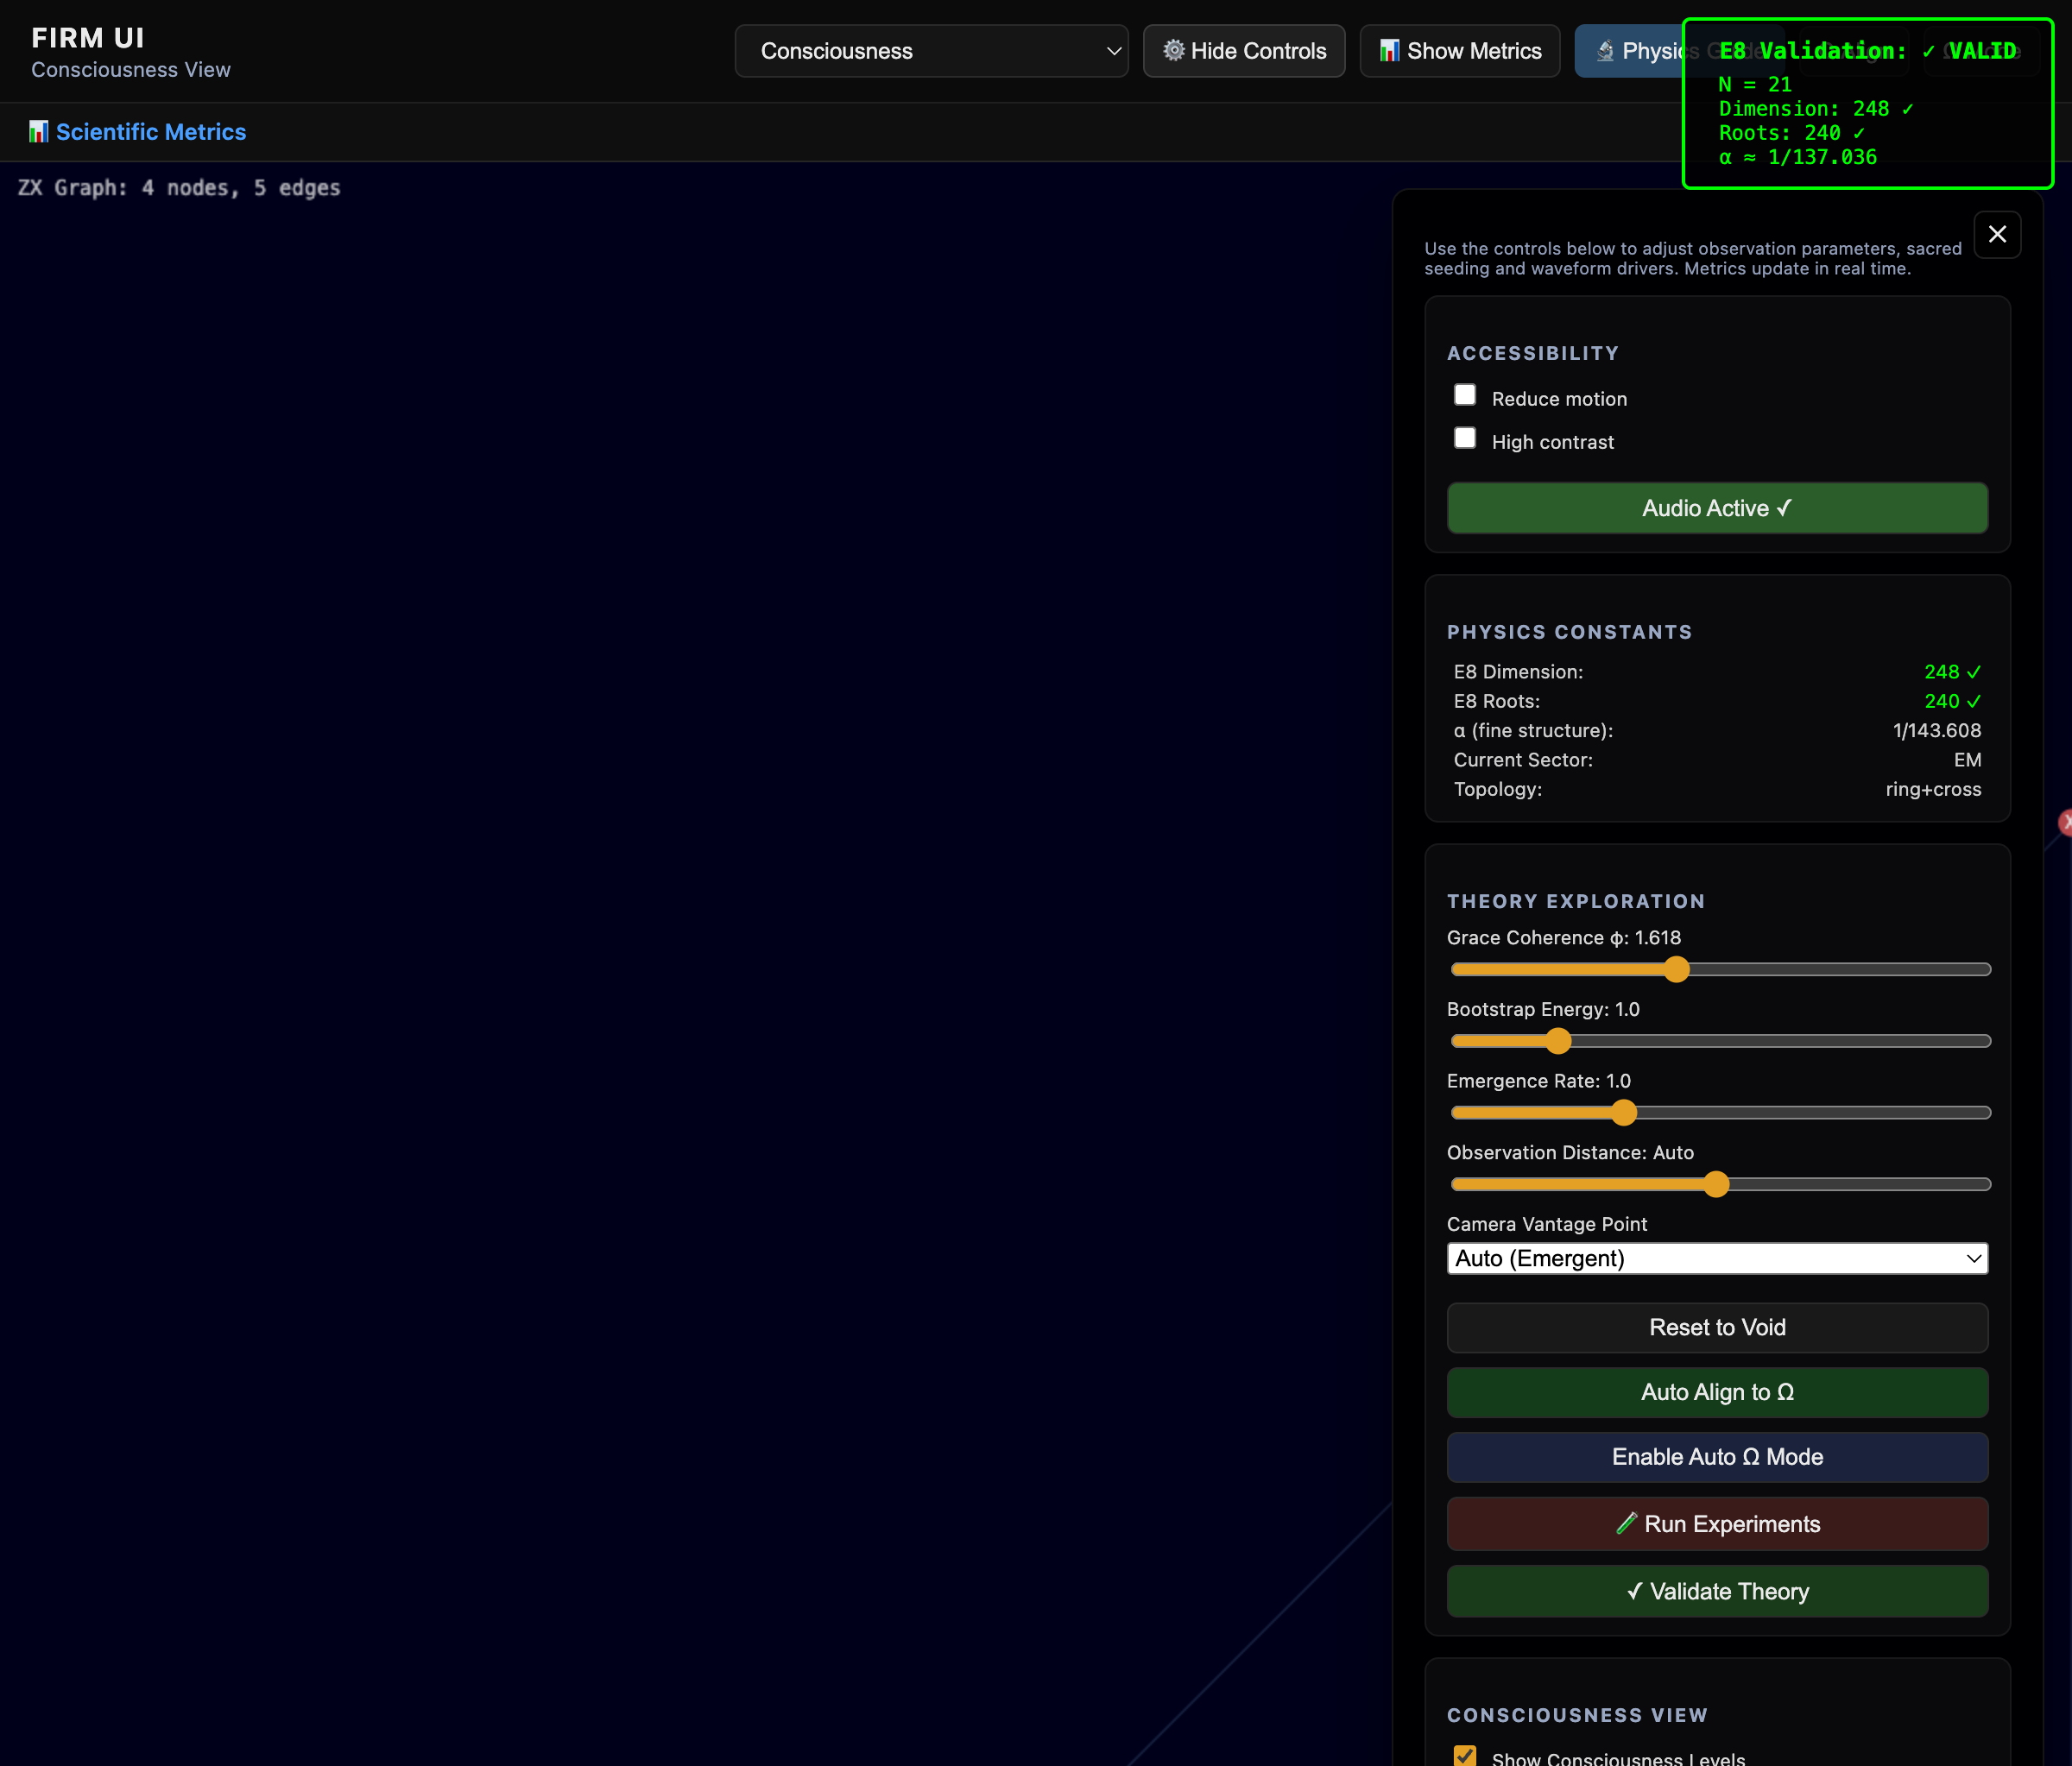 FIRM UI
Consciousness View
Consciousness
Hide Controls
Show Metrics
E8 Validation: ✓ VALID
N = 21
Dimension: 248 ✓
Roots: 240 ✓
α ≈ 1/137.036
Scientific Metrics
ZX Graph: 4 nodes, 5 edges
Use the controls below to adjust observation parameters, sacred
seeding and waveform drivers. Metrics update in real time.
ACCESSIBILITY
Reduce motion
High contrast
Audio Active ✓
PHYSICS CONSTANTS
E8 Dimension: 248 ✓
E8 Roots: 240 ✓
α (fine structure): 1/143.608
Current Sector: EM
Topology: ring+cross
THEORY EXPLORATION
Grace Coherence φ: 1.618
Bootstrap Energy: 1.0
Emergence Rate: 1.0
Observation Distance: Auto
Camera Vantage Point
Auto (Emergent)
Reset to Void
Auto Align to Ω
Enable Auto Ω Mode
Run Experiments
✓ Validate Theory
CONSCIOUSNESS VIEW
Show Consciousness Levels